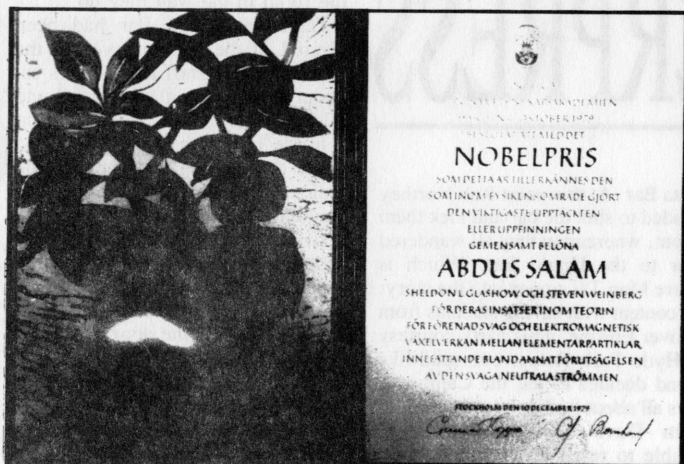 OKTOBER 1979
NOBELPRIS
SOM DETTA ÅR TILLERKÄNNES DEN
SOM INOM FYSIKENS OMRÅDE GJORT
DEN VIKTIGASTE UPPTÄCKTEN
ELLER UPPFINNINGEN
GEMENSAMT BELÖNA
ABDUS SALAM
SHELDON L. GLASHOW OCH STEVEN WEINBERG
FÖR DERAS INSATSER INOM TEORIN
FÖR FÖRENAD SVAG OCH ELEKTROMAGNETISK
VÄXELVERKAN MELLAN ELEMENTARPARTIKLAR,
INNEFATTANDE BLAND ANNAT FÖRUTSÄGELSEN
AV DEN SVAGA NEUTRALA STRÖMMEN
STOCKHOLM DEN 10 DECEMBER 1979